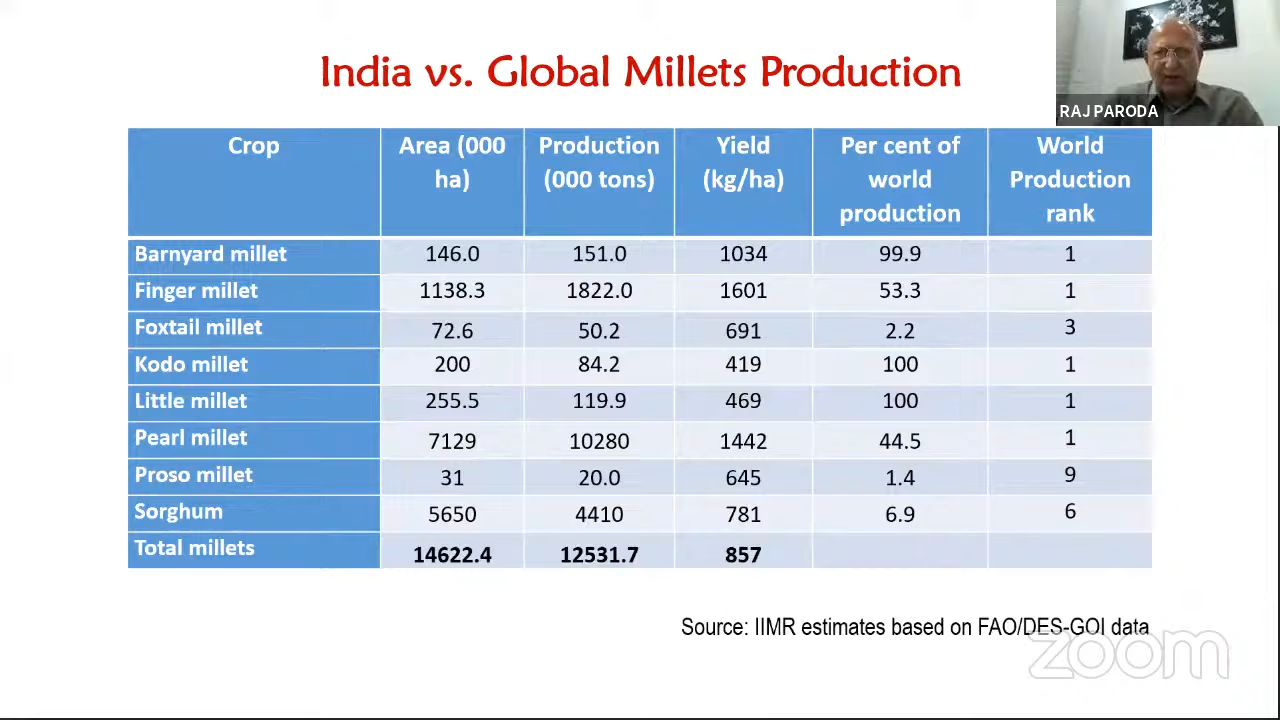 India vs. Global Millets Production
RAJ PARODA
Crop Area (000 ha) Production (000 tons) Yield (kg/ha) Per cent of world production World Production rank
Barnyard millet 146.0 151.0 1034 99.9 1
Finger millet 1138.3 1822.0 1601 53.3 1
Foxtail millet 72.6 50.2 691 2.2 3
Kodo millet 200 84.2 419 100 1
Little millet 255.5 119.9 469 100 1
Pearl millet 7129 10280 1442 44.5 1
Proso millet 31 20.0 645 1.4 9
Sorghum 5650 4410 781 6.9 6
Total millets 14622.4 12531.7 857
Source: IIMR estimates based on FAO/DES-GOI data
zoom